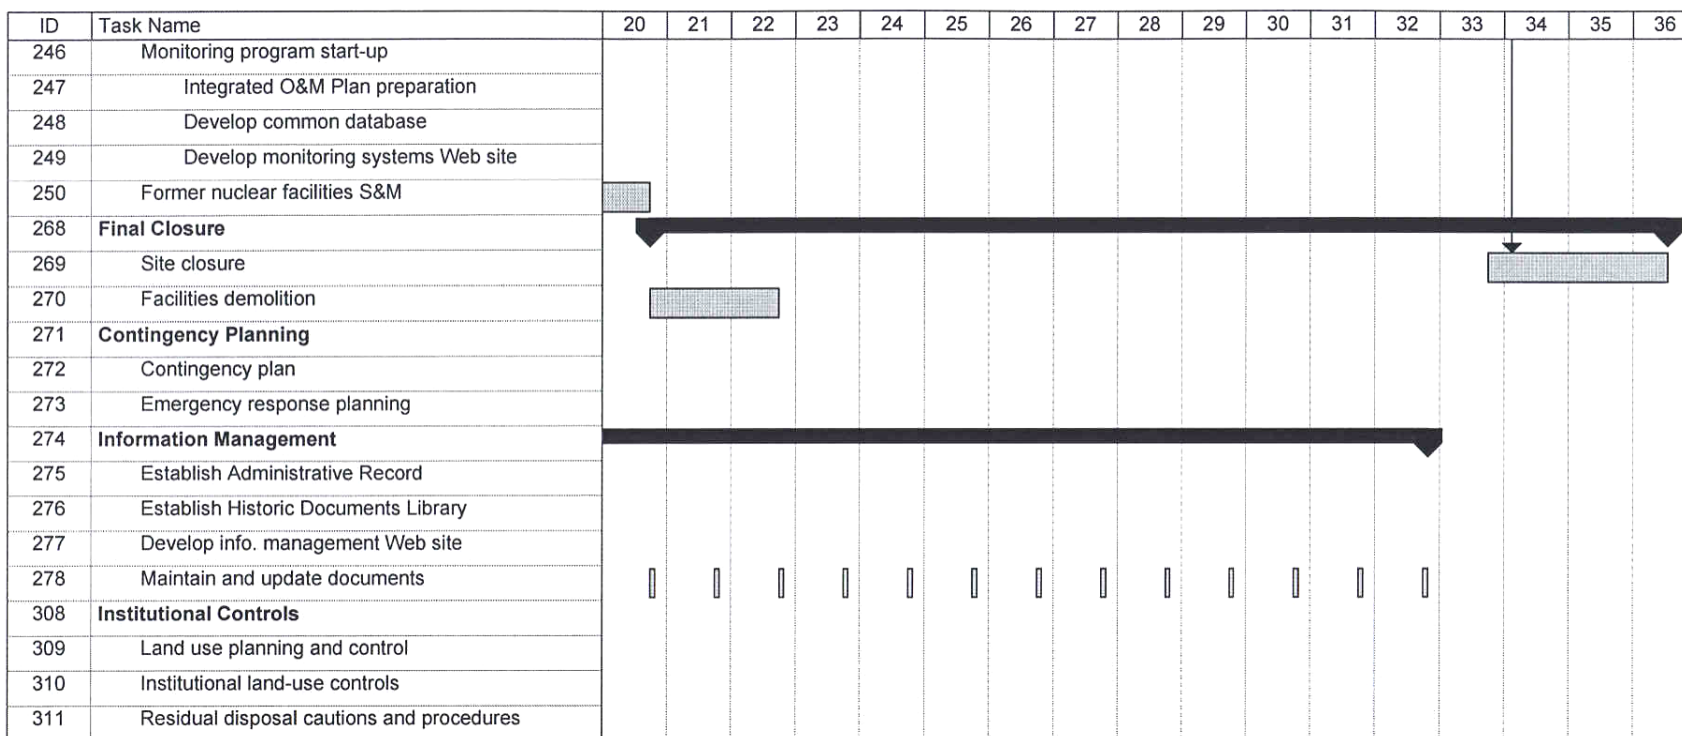 ID Task Name 20 21 22 23 24 25 26 27 28 29 30 31 32 33 34 35 36
246 Monitoring program start-up
247 Integrated O&M Plan preparation
248 Develop common database
249 Develop monitoring systems Web site
250 Former nuclear facilities S&M
268 Final Closure
269 Site closure
270 Facilities demolition
271 Contingency Planning
272 Contingency plan
273 Emergency response planning
274 Information Management
275 Establish Administrative Record
276 Establish Historic Documents Library
277 Develop info. management Web site
278 Maintain and update documents
308 Institutional Controls
309 Land use planning and control
310 Institutional land-use controls
311 Residual disposal cautions and procedures